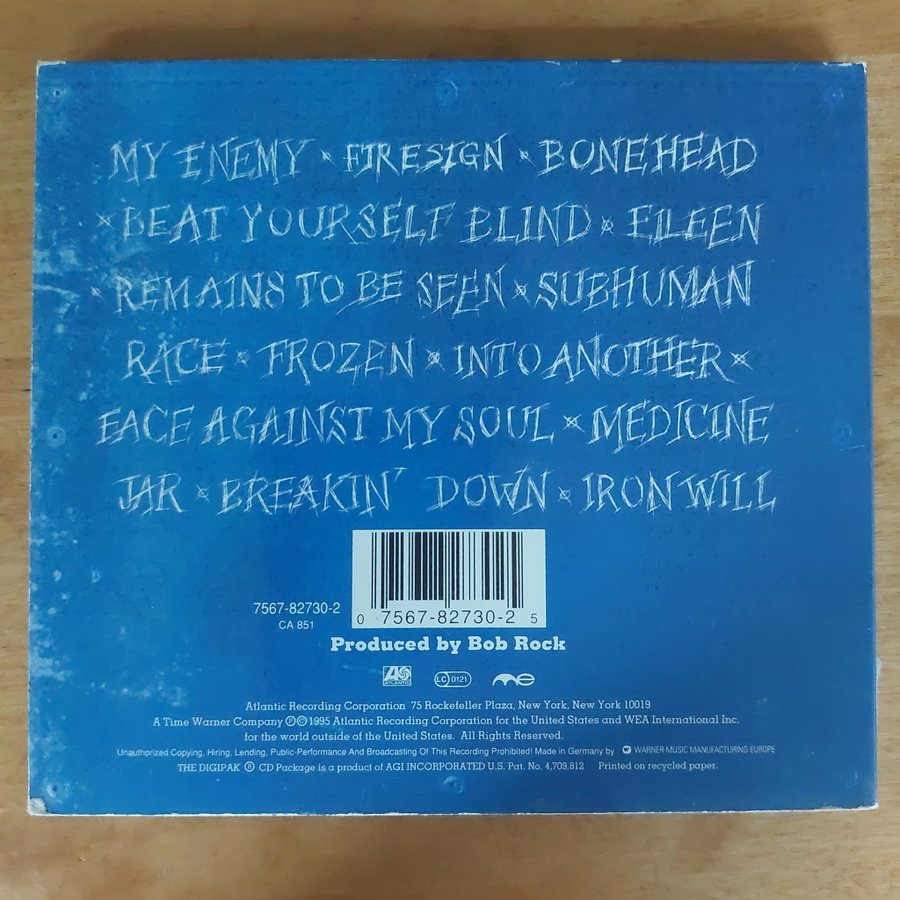 MY ENEMY × FIRESIGN × BONEHEAD
× BEAT YOURSELF BLIND × EILEEN
× REMAINS TO BE SEEN × SUBHUMAN
RACE × FROZEN × INTO ANOTHER ×
FACE AGAINST MY SOUL × MEDICINE
JAR × BREAKIN' DOWN × IRON WILL
7567-82730-2
CA 851
0 7567-82730-2 5
Produced by Bob Rock
ATLANTIC
LC 0121
Atlantic Recording Corporation 75 Rockefeller Plaza, New York, New York 10019
A Time Warner Company ℗©1995 Atlantic Recording Corporation for the United States and WEA International Inc.
for the world outside of the United States. All Rights Reserved.
Unauthorized Copying, Hiring, Lending, Public-Performance And Broadcasting Of This Recording Prohibited! Made in Germany by WARNER MUSIC MANUFACTURING EUROPE
THE DIGIPAK ® CD Package is a product of AGI INCORPORATED U.S. Pat. No. 4,709,812 Printed on recycled paper.